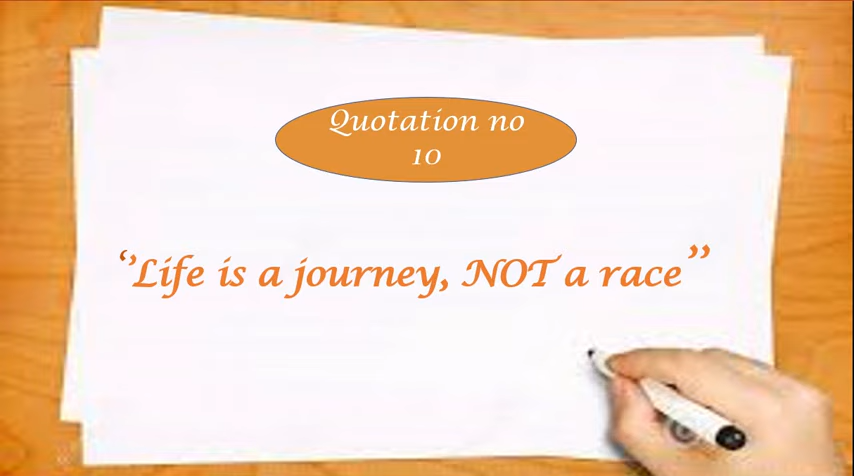 Quotation no
10
‘’Life is a journey, NOT a race’’